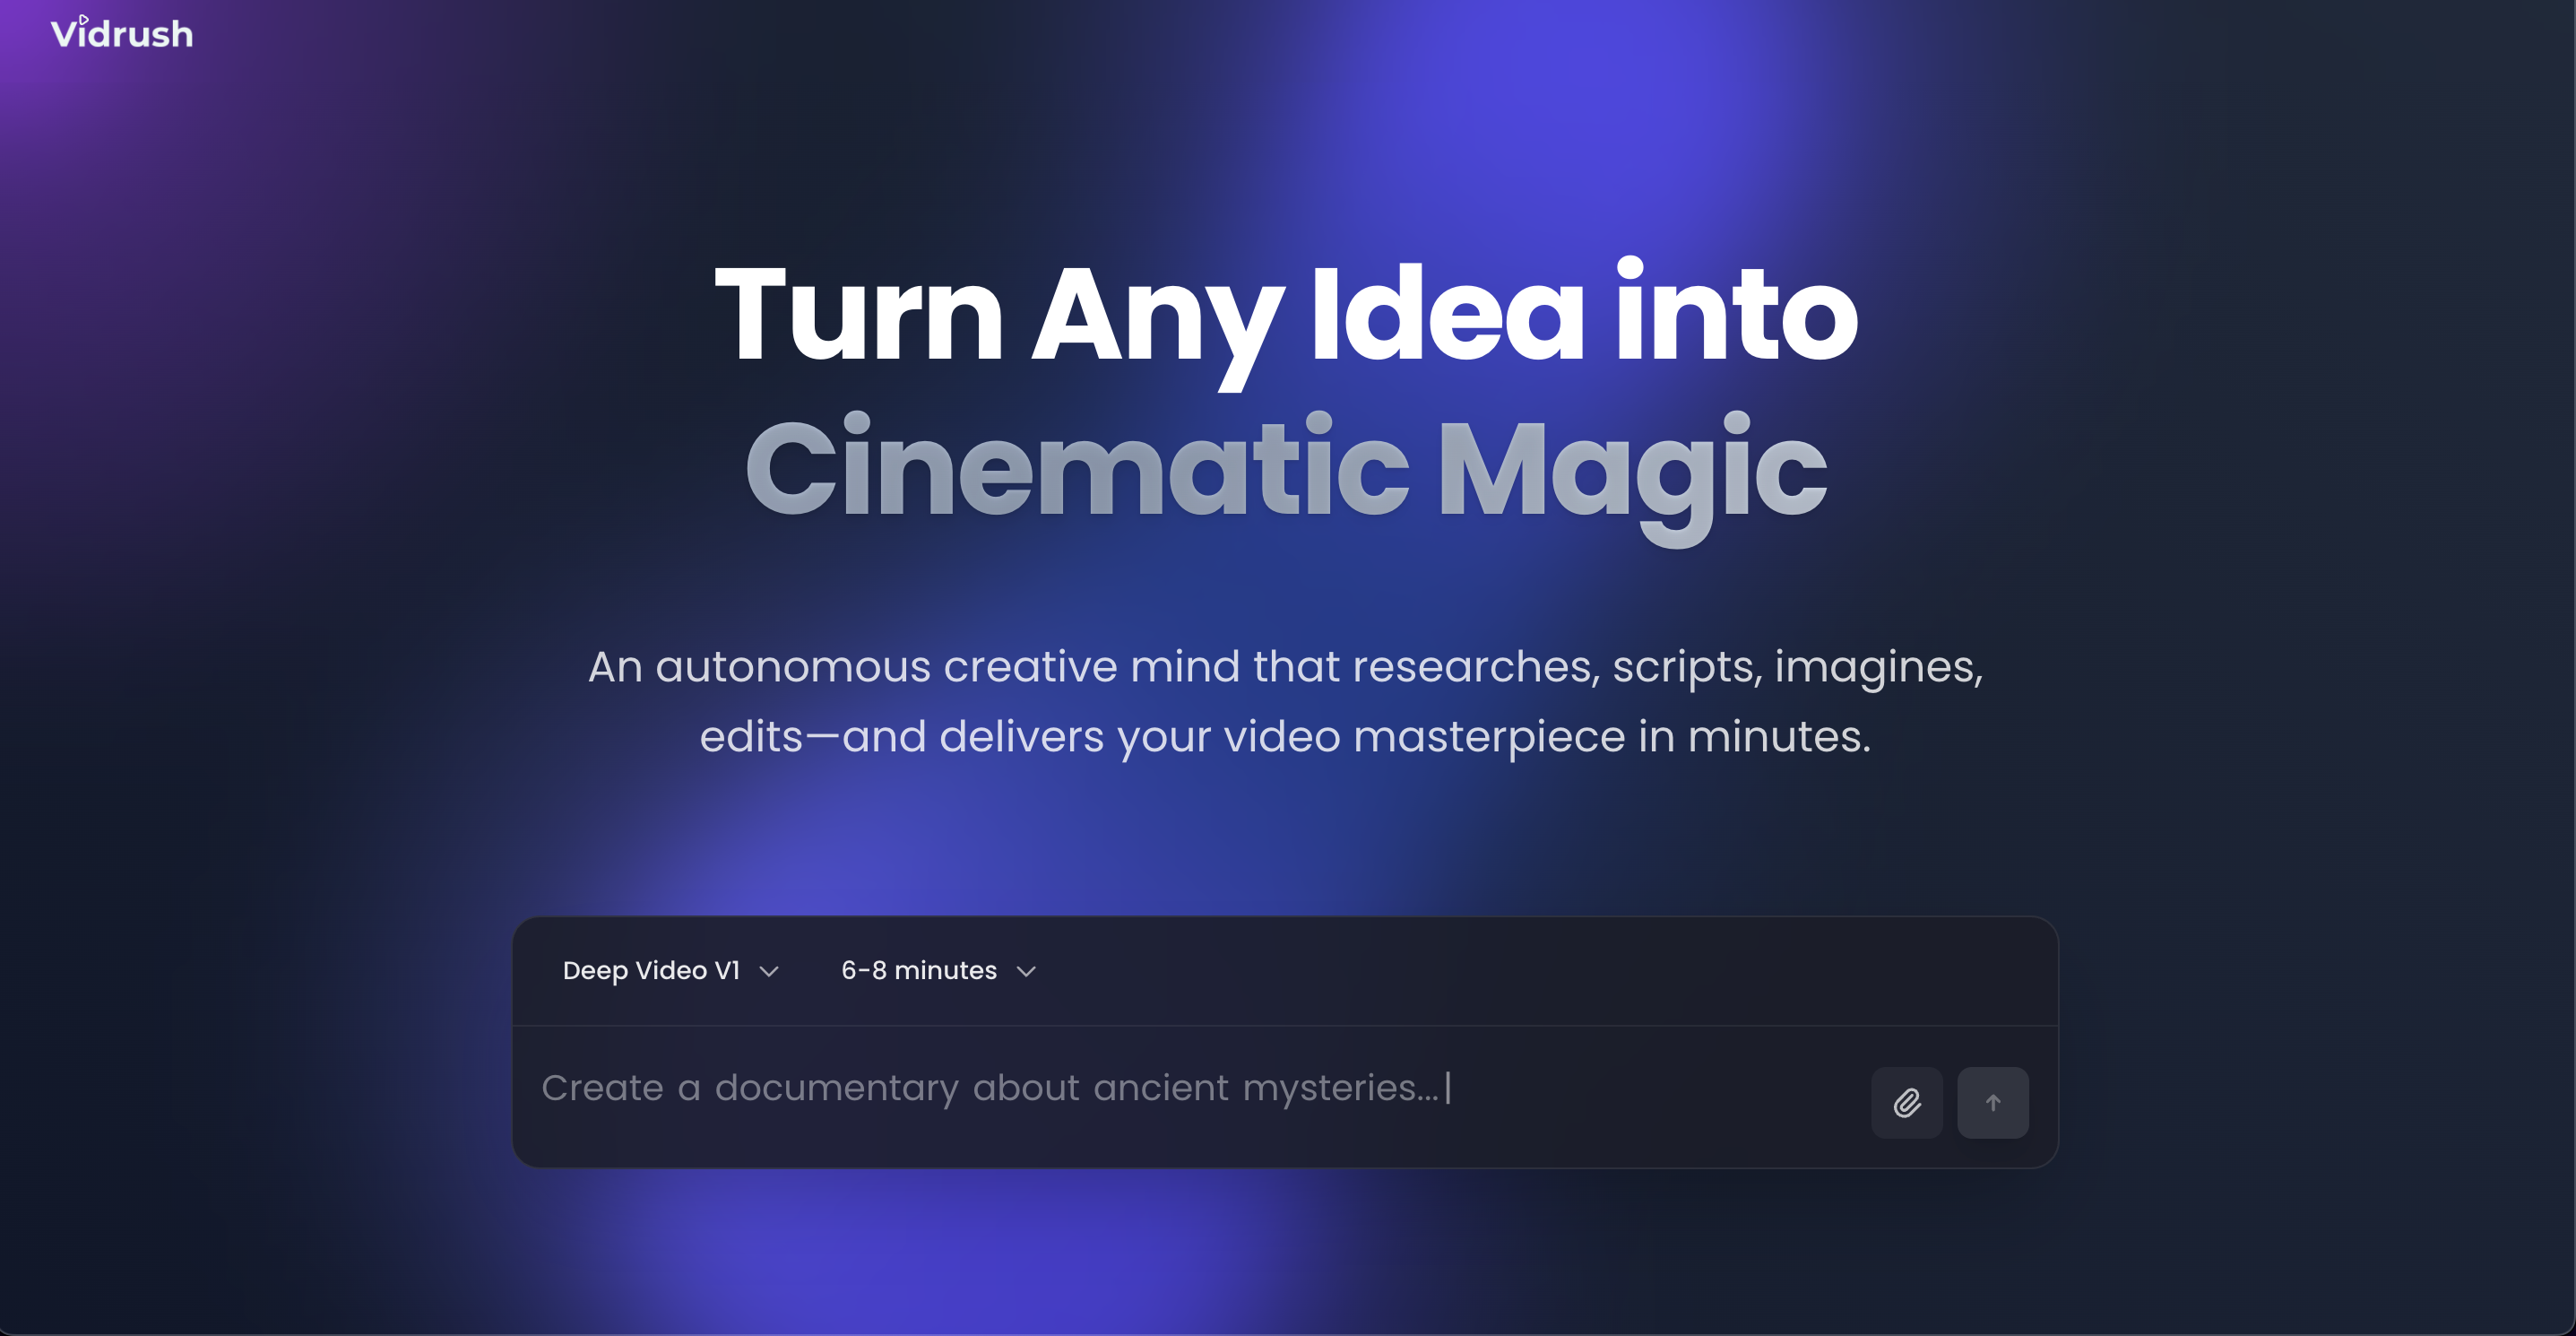 Vidrush
Turn Any Idea into
Cinematic Magic
An autonomous creative mind that researches, scripts, imagines,
edits—and delivers your video masterpiece in minutes.
Deep Video V1 6-8 minutes
Create a documentary about ancient mysteries...